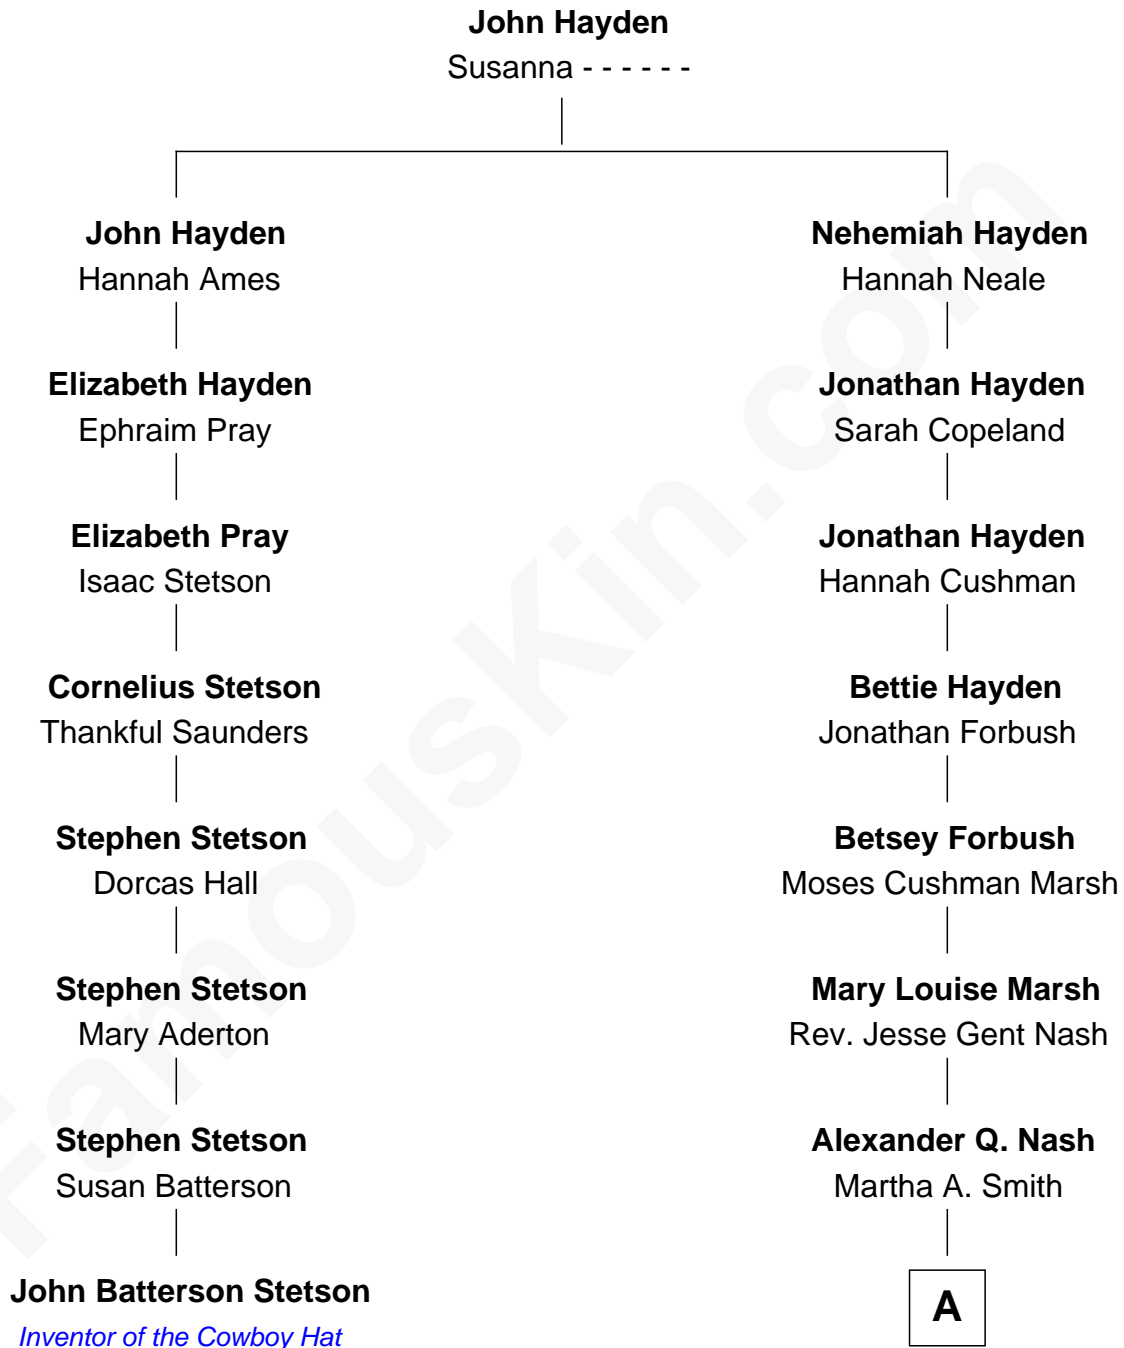 John Hayden
Susanna - - - - - -
John Hayden
Hannah Ames
Nehemiah Hayden
Hannah Neale
Elizabeth Hayden
Ephraim Pray
Jonathan Hayden
Sarah Copeland
Elizabeth Pray
Isaac Stetson
Jonathan Hayden
Hannah Cushman
Cornelius Stetson
Thankful Saunders
Bettie Hayden
Jonathan Forbush
Stephen Stetson
Dorcas Hall
Betsey Forbush
Moses Cushman Marsh
Stephen Stetson
Mary Aderton
Mary Louise Marsh
Rev. Jesse Gent Nash
Stephen Stetson
Susan Batterson
Alexander Q. Nash
Martha A. Smith
John Batterson Stetson
Inventor of the Cowboy Hat
A
FamousKin.com